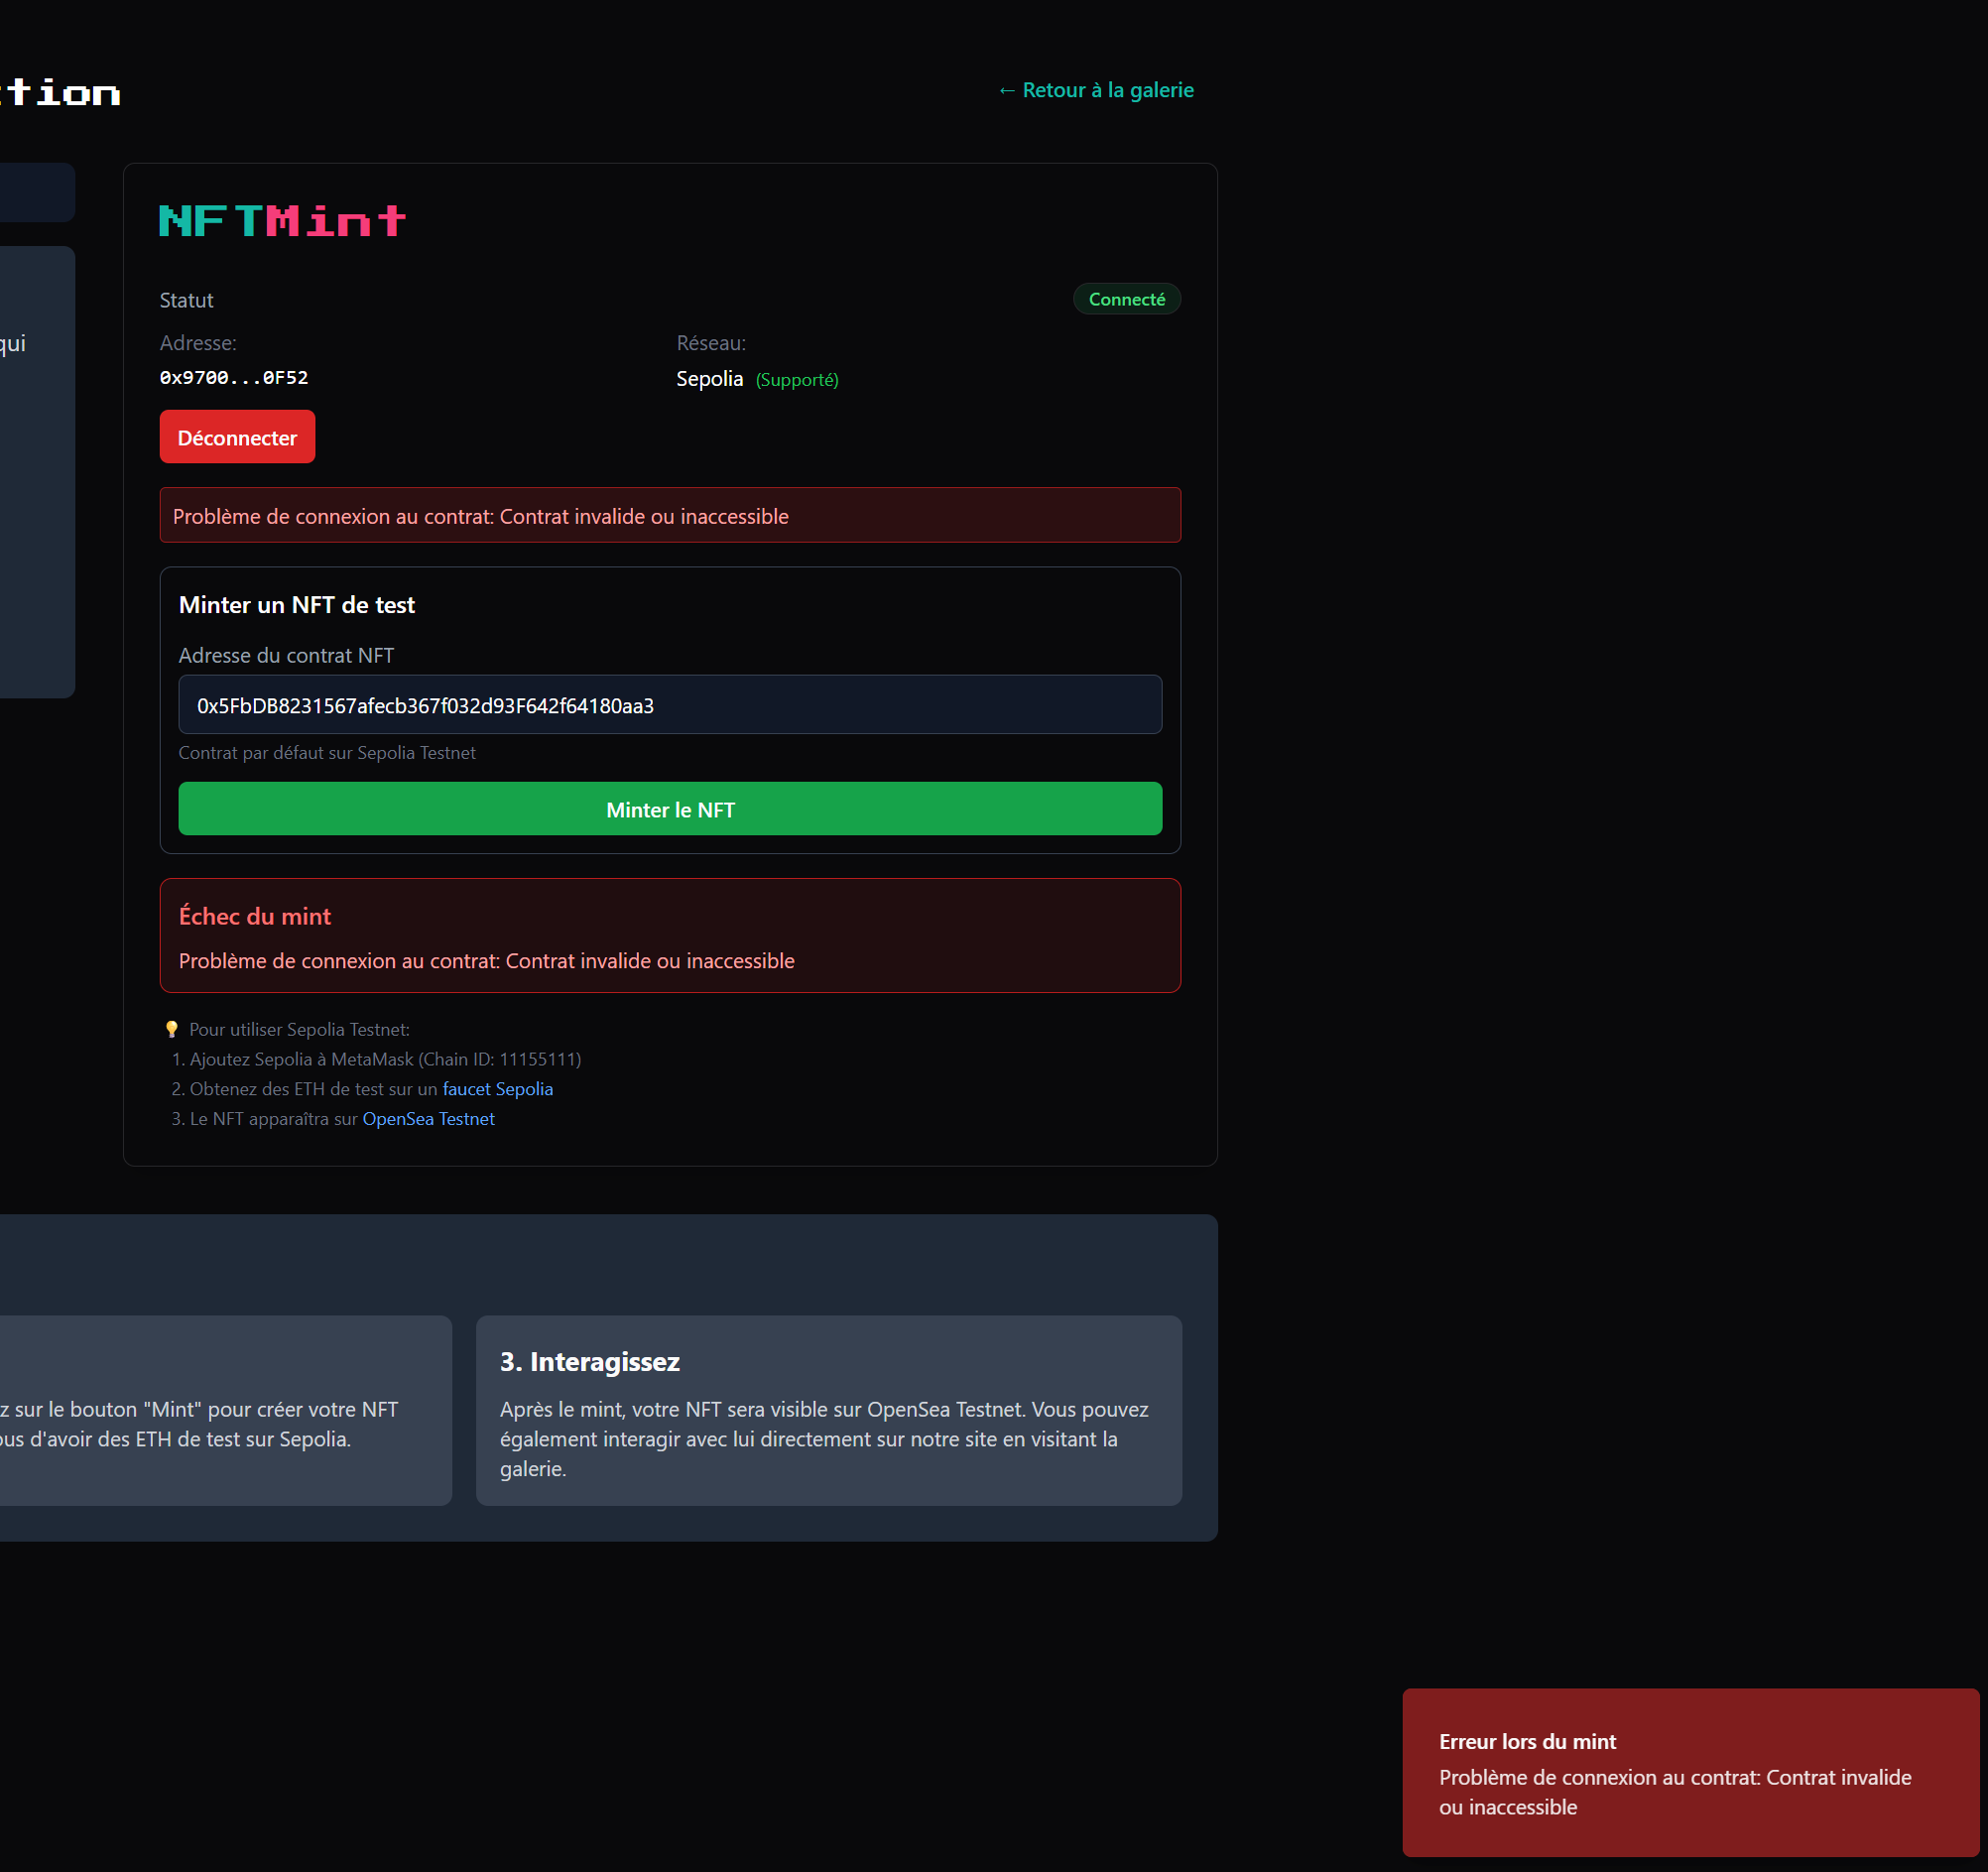 ction
← Retour à la galerie
NFTMint
Statut
Connecté
Adresse:
Réseau:
0x9700...0F52
Sepolia (Supporté)
Déconnecter
qui
Problème de connexion au contrat: Contrat invalide ou inaccessible
Minter un NFT de test
Adresse du contrat NFT
0x5FbDB8231567afecb367f032d93F642f64180aa3
Contrat par défaut sur Sepolia Testnet
Minter le NFT
Échec du mint
Problème de connexion au contrat: Contrat invalide ou inaccessible
💡 Pour utiliser Sepolia Testnet:
1. Ajoutez Sepolia à MetaMask (Chain ID: 11155111)
2. Obtenez des ETH de test sur un faucet Sepolia
3. Le NFT apparaîtra sur OpenSea Testnet
z sur le bouton "Mint" pour créer votre NFT
ous d'avoir des ETH de test sur Sepolia.
3. Interagissez
Après le mint, votre NFT sera visible sur OpenSea Testnet. Vous pouvez
également interagir avec lui directement sur notre site en visitant la
galerie.
Erreur lors du mint
Problème de connexion au contrat: Contrat invalide
ou inaccessible